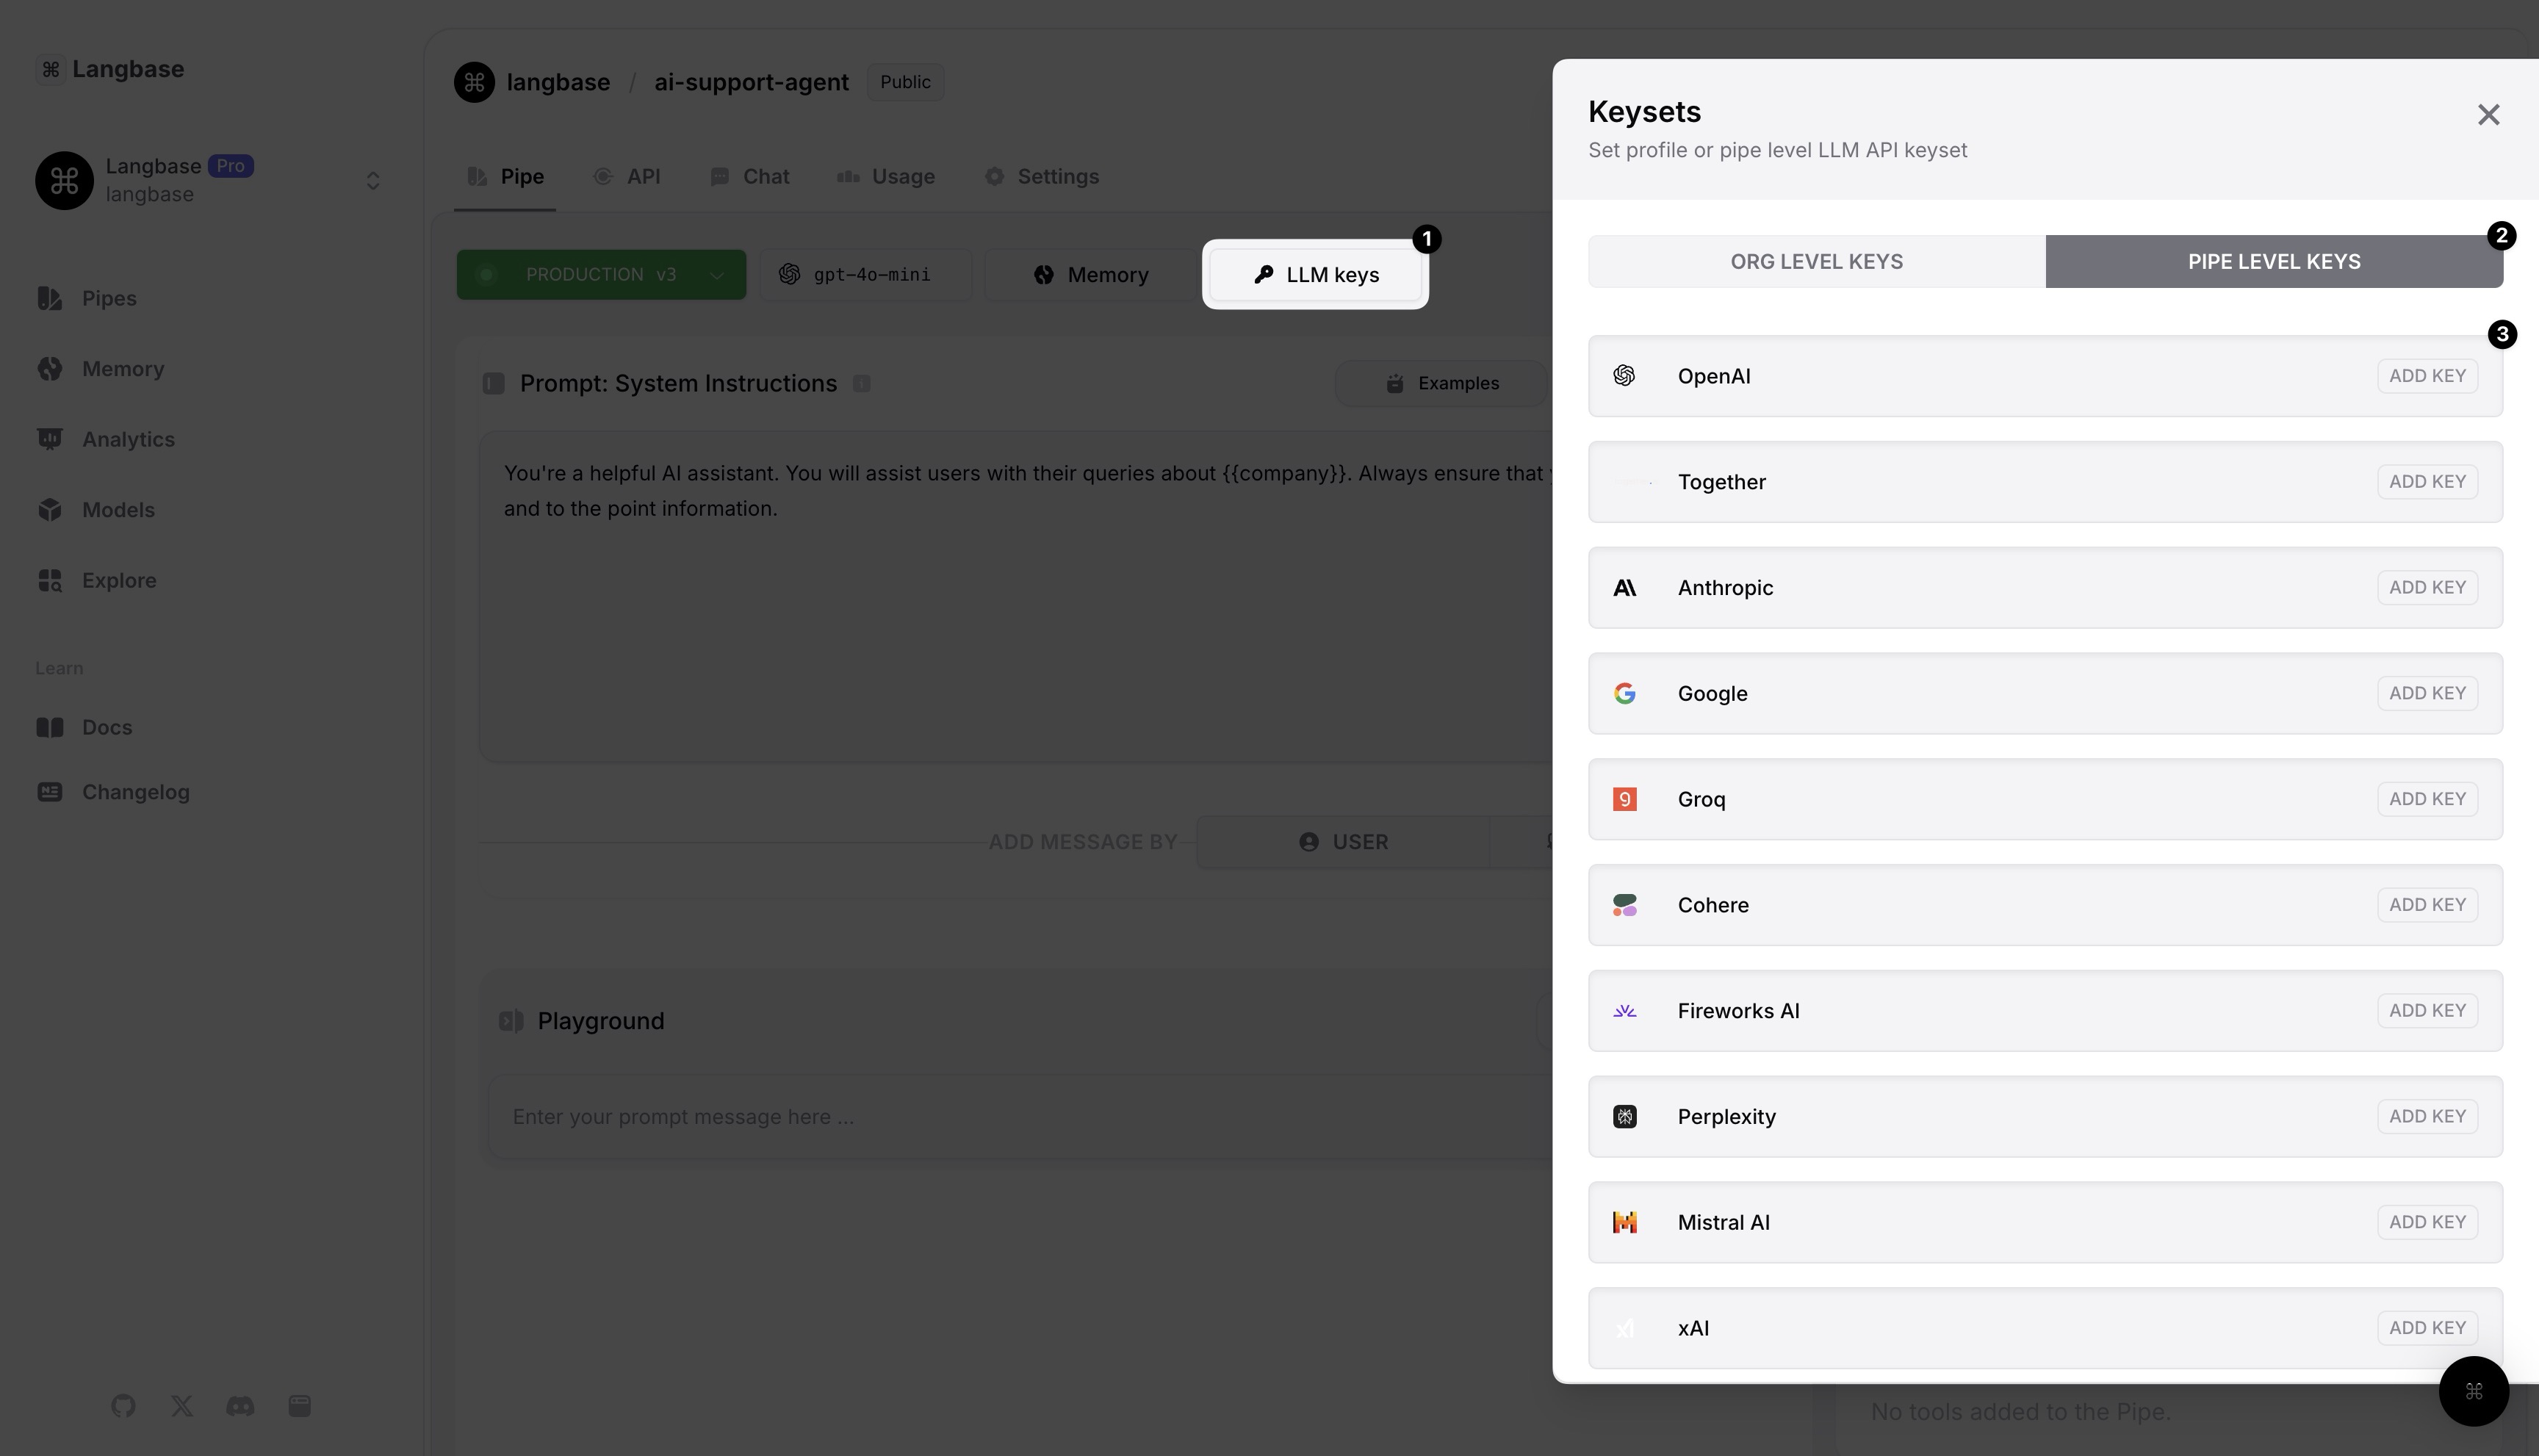 Langbase
Langbase Pro
langbase
Pipes
Memory
Analytics
Models
Explore
Learn
Docs
Changelog
langbase / ai-support-agent Public
Pipe API Chat Usage Settings
PRODUCTION v3 gpt-4o-mini Memory LLM keys 1
Prompt: System Instructions Examples
You're a helpful AI assistant. You will assist users with their queries about {{company}}. Always ensure that
and to the point information.
ADD MESSAGE BY USER
Playground
Enter your prompt message here ...
Keysets
Set profile or pipe level LLM API keyset
ORG LEVEL KEYS PIPE LEVEL KEYS 2
3
OpenAI ADD KEY
Together ADD KEY
Anthropic ADD KEY
Google ADD KEY
Groq ADD KEY
Cohere ADD KEY
Fireworks AI ADD KEY
Perplexity ADD KEY
Mistral AI ADD KEY
xAI ADD KEY
No tools added to the Pipe.